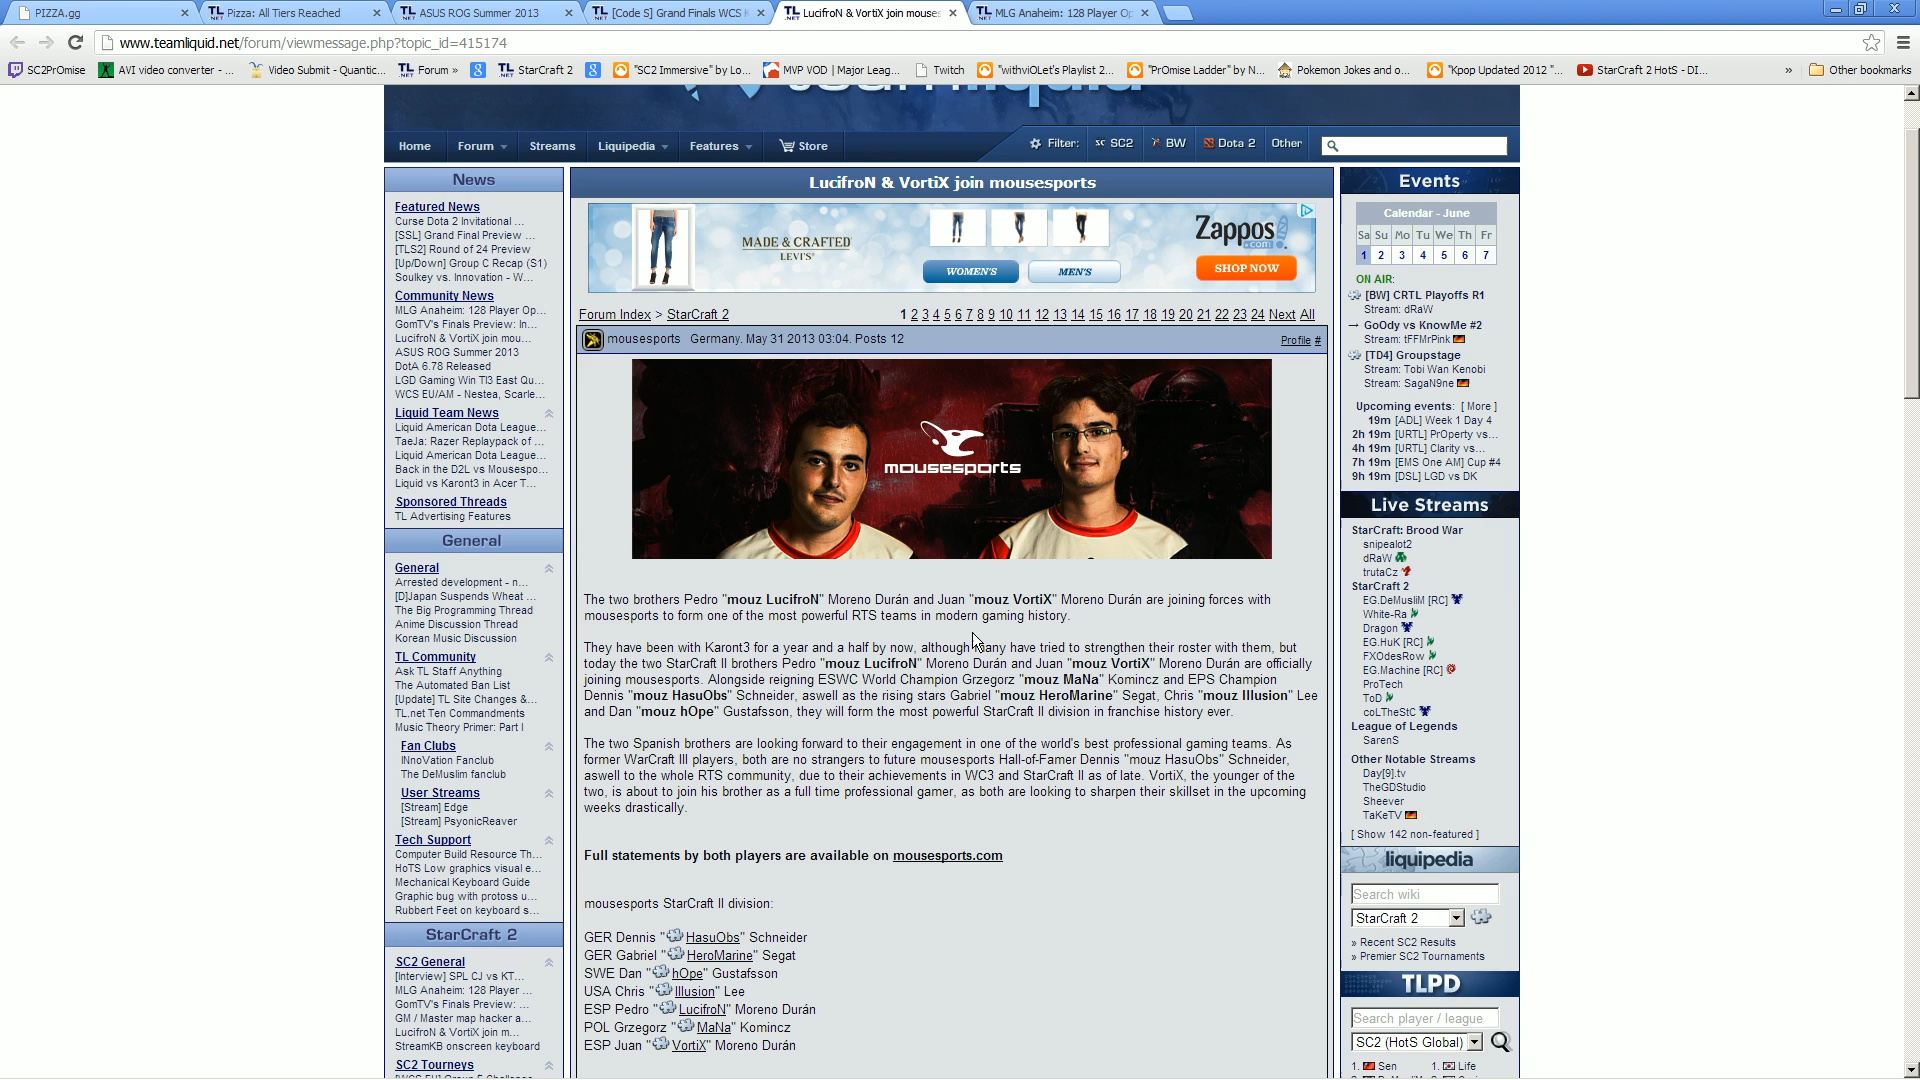 PIZZA.gg
Pizza: All Tiers Reached
ASUS ROG Summer 2013
[Code S] Grand Finals WCS K
LucifroN & VortiX join mouses
MLG Anaheim: 128 Player Op
www.teamliquid.net/forum/viewmessage.php?topic_id=415174
SC2PrOmise
AVI video converter - ...
Video Submit - Quantic...
Forum »
StarCraft 2
"SC2 Immersive" by Lo...
MVP VOD | Major Leag...
Twitch
"withviOLet's Playlist 2...
"PrOmise Ladder" by N...
Pokemon Jokes and o...
"Kpop Updated 2012 "...
StarCraft 2 HotS - DI...
»
Other bookmarks
Home
Forum
Streams
Liquipedia
Features
Store
Filter:
SC2
BW
Dota 2
Other
News
Featured News
Curse Dota 2 Invitational ...
[SSL] Grand Final Preview ...
[TLS2] Round of 24 Preview
[Up/Down] Group C Recap (S1)
Soulkey vs. Innovation - W...
Community News
MLG Anaheim: 128 Player Op...
GomTV's Finals Preview: In...
LucifroN & VortiX join mou...
ASUS ROG Summer 2013
DotA 6.78 Released
LGD Gaming Win TI3 East Qu...
WCS EU/AM - Nestea, Scarle...
Liquid Team News
Liquid American Dota League...
TaeJa: Razer Replaypack of ...
Liquid American Dota League...
Back in the D2L vs Mousespo...
Liquid vs Karont3 in Acer T...
Sponsored Threads
TL Advertising Features
General
General
Arrested development - n...
[D]Japan Suspends Wheat ...
The Big Programming Thread
Anime Discussion Thread
Korean Music Discussion
TL Community
Ask TL Staff Anything
The Automated Ban List
[Update] TL Site Changes &...
TL.net Ten Commandments
Music Theory Primer: Part I
Fan Clubs
INnoVation Fanclub
The DeMuslim fanclub
User Streams
[Stream] Edge
[Stream] PsyonicReaver
Tech Support
Computer Build Resource Th...
HoTS Low graphics visual e...
Mechanical Keyboard Guide
Graphic bug with protoss u...
Rubbert Feet on keyboard s...
StarCraft 2
SC2 General
[Interview] SPL CJ vs KT...
MLG Anaheim: 128 Player ...
GomTV's Finals Preview: ...
GM / Master map hacker a...
LucifroN & VortiX join m...
StreamKB onscreen keyboard
SC2 Tourneys
LucifroN & VortiX join mousesports
MADE & CRAFTED
LEVI'S
WOMEN'S
MEN'S
Zappos
.com
SHOP NOW
Forum Index > StarCraft 2
1 2 3 4 5 6 7 8 9 10 11 12 13 14 15 16 17 18 19 20 21 22 23 24 Next All
mousesports Germany. May 31 2013 03:04. Posts 12
Profile #
mousesports
The two brothers Pedro "mouz LucifroN" Moreno Durán and Juan "mouz VortiX" Moreno Durán are joining forces with
mousesports to form one of the most powerful RTS teams in modern gaming history.
They have been with Karont3 for a year and a half by now, although many have tried to strengthen their roster with them, but
today the two StarCraft II brothers Pedro "mouz LucifroN" Moreno Durán and Juan "mouz VortiX" Moreno Durán are officially
joining mousesports. Alongside reigning ESWC World Champion Grzegorz "mouz MaNa" Komincz and EPS Champion
Dennis "mouz HasuObs" Schneider, aswell as the rising stars Gabriel "mouz HeroMarine" Segat, Chris "mouz Illusion" Lee
and Dan "mouz hOpe" Gustafsson, they will form the most powerful StarCraft II division in franchise history ever.
The two Spanish brothers are looking forward to their engagement in one of the world's best professional gaming teams. As
former WarCraft III players, both are no strangers to future mousesports Hall-of-Famer Dennis "mouz HasuObs" Schneider,
aswell to the whole RTS community, due to their achievements in WC3 and StarCraft II as of late. VortiX, the younger of the
two, is about to join his brother as a full time professional gamer, as both are looking to sharpen their skillset in the upcoming
weeks drastically.
Full statements by both players are available on mousesports.com
mousesports StarCraft II division:
GER Dennis "HasuObs" Schneider
GER Gabriel "HeroMarine" Segat
SWE Dan "hOpe" Gustafsson
USA Chris "Illusion" Lee
ESP Pedro "LucifroN" Moreno Durán
POL Grzegorz "MaNa" Komincz
ESP Juan "VortiX" Moreno Durán
Events
Calendar - June
Sa Su Mo Tu We Th Fr
1 2 3 4 5 6 7
ON AIR:
[BW] CRTL Playoffs R1
Stream: dRaW
GoOdy vs KnowMe #2
Stream: tFFMrPink
[TD4] Groupstage
Stream: Tobi Wan Kenobi
Stream: SagaN9ne
Upcoming events: [ More ]
19m [ADL] Week 1 Day 4
2h 19m [URTL] PrOperty vs...
4h 19m [URTL] Clarity vs...
7h 19m [EMS One AM] Cup #4
9h 19m [DSL] LGD vs DK
Live Streams
StarCraft: Brood War
snipealot2
dRaW
trutaCz
StarCraft 2
EG.DeMusliM [RC]
White-Ra
Dragon
EG.HuK [RC]
FXOdesRow
EG.Machine [RC]
ProTech
ToD
coLTheStC
League of Legends
SarenS
Other Notable Streams
Day[9].tv
TheGDStudio
Sheever
TaKeTV
[ Show 142 non-featured ]
liquipedia
Search wiki
StarCraft 2
» Recent SC2 Results
» Premier SC2 Tournaments
TLPD
Search player / league
SC2 (HotS Global)
1. Sen 1. Life